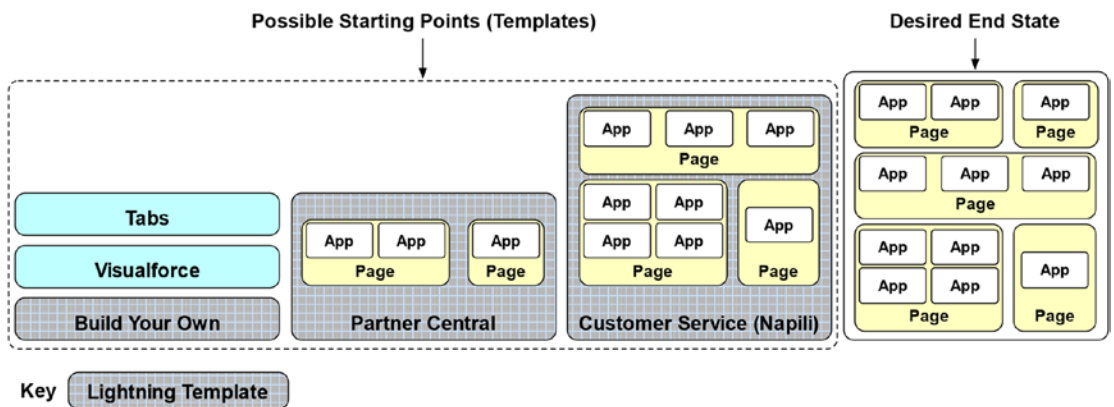 Possible Starting Points (Templates)
Desired End State
Tabs
Visualforce
Build Your Own
App App
Page
App
Page
Partner Central
App App App
Page
App App
App App
Page
App
Page
Customer Service (Napili)
App App
Page
App
Page
App App App
Page
App App
App App
Page
App
Page
Key Lightning Template